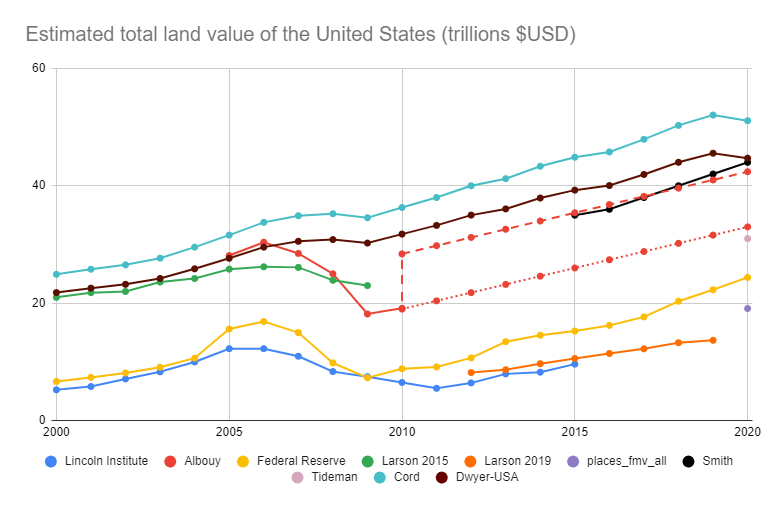 Estimated total land value of the United States (trillions $USD)
60
40
20
0
2000 2005 2010 2015 2020
Lincoln Institute Albouy Federal Reserve Larson 2015 Larson 2019 places_fmv_all Smith
Tideman Cord Dwyer-USA